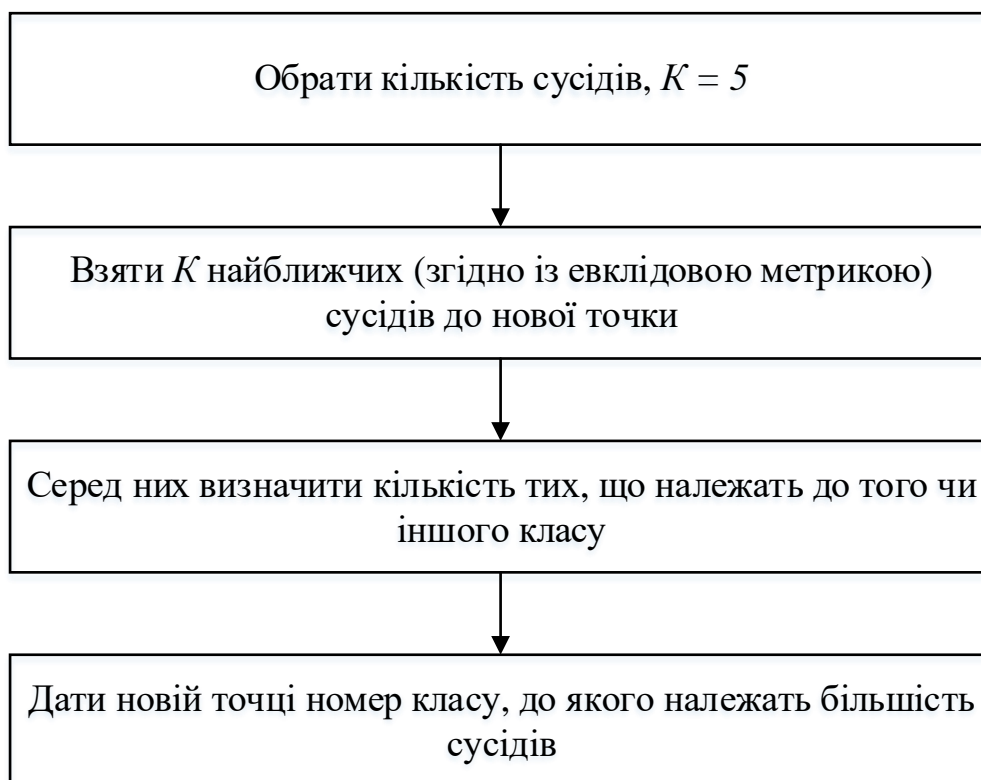 Обрати кількість сусідів, K = 5
Взяти K найближчих (згідно із евклідовою метрикою)
сусідів до нової точки
Серед них визначити кількість тих, що належать до того чи
іншого класу
Дати новій точці номер класу, до якого належать більшість
сусідів